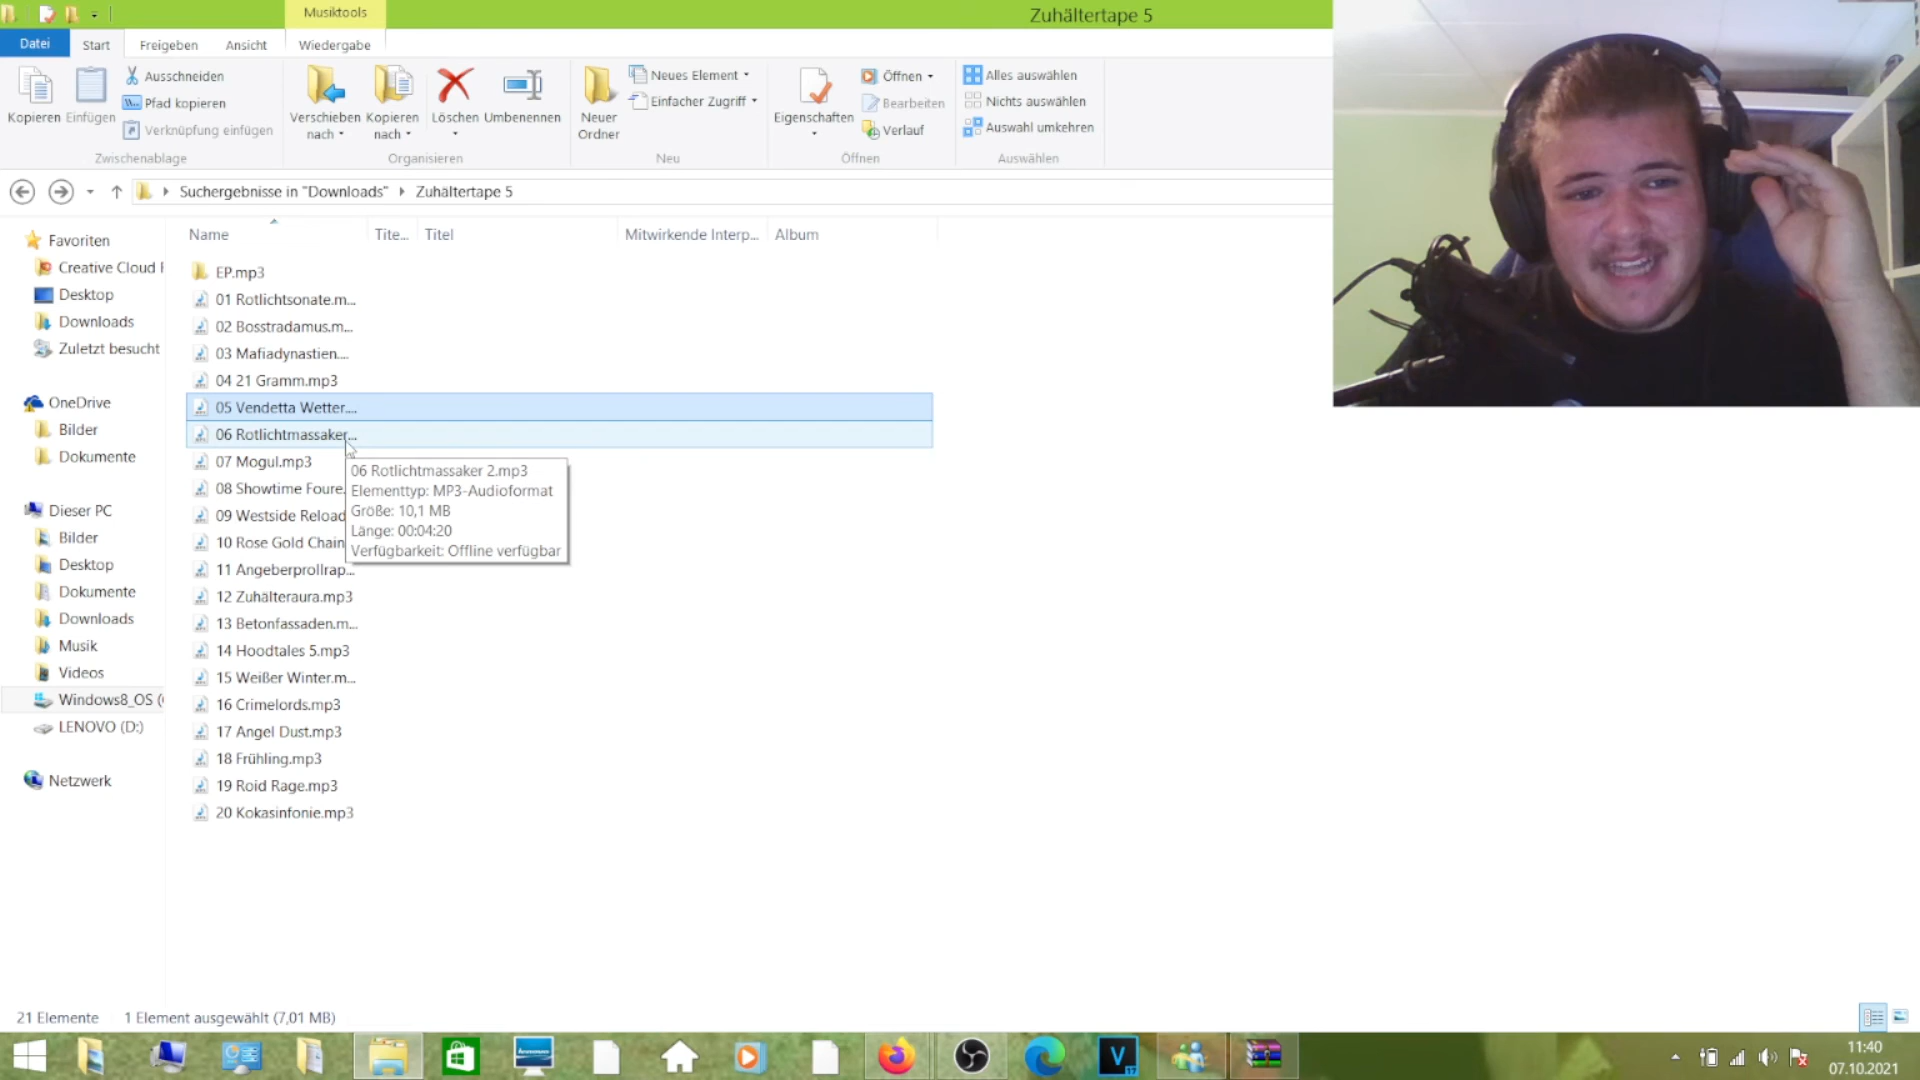 Musiktools
Zuhältertape 5
Datei
Start
Freigeben
Ansicht
Wiedergabe
Kopieren
Einfügen
Ausschneiden
Pfad kopieren
Verknüpfung einfügen
Zwischenablage
Verschieben nach
Kopieren nach
Löschen
Umbenennen
Organisieren
Neuer Ordner
Neues Element
Einfacher Zugriff
Neu
Eigenschaften
Öffnen
Bearbeiten
Verlauf
Öffnen
Alles auswählen
Nichts auswählen
Auswahl umkehren
Auswählen
Suchergebnisse in "Downloads"
Zuhältertape 5
Favoriten
Creative Cloud F
Desktop
Downloads
Zuletzt besucht
OneDrive
Bilder
Dokumente
Dieser PC
Bilder
Desktop
Dokumente
Downloads
Musik
Videos
Windows8_OS (
LENOVO (D:)
Netzwerk
Name
Tite...
Titel
Mitwirkende Interp...
Album
EP.mp3
01 Rotlichtsonate.m...
02 Bosstradamus.m...
03 Mafiadynastien....
04 21 Gramm.mp3
05 Vendetta Wetter....
06 Rotlichtmassaker...
07 Mogul.mp3
08 Showtime Foure.
09 Westside Reload
10 Rose Gold Chain
11 Angeberprollrap...
12 Zuhälteraura.mp3
13 Betonfassaden.m...
14 Hoodtales 5.mp3
15 Weißer Winter.m...
16 Crimelords.mp3
17 Angel Dust.mp3
18 Frühling.mp3
19 Roid Rage.mp3
20 Kokasinfonie.mp3
06 Rotlichtmassaker 2.mp3
Elementtyp: MP3-Audioformat
Größe: 10,1 MB
Länge: 00:04:20
Verfügbarkeit: Offline verfügbar
21 Elemente
1 Element ausgewählt (7,01 MB)
Lenovo
V
17
11:40
07.10.2021